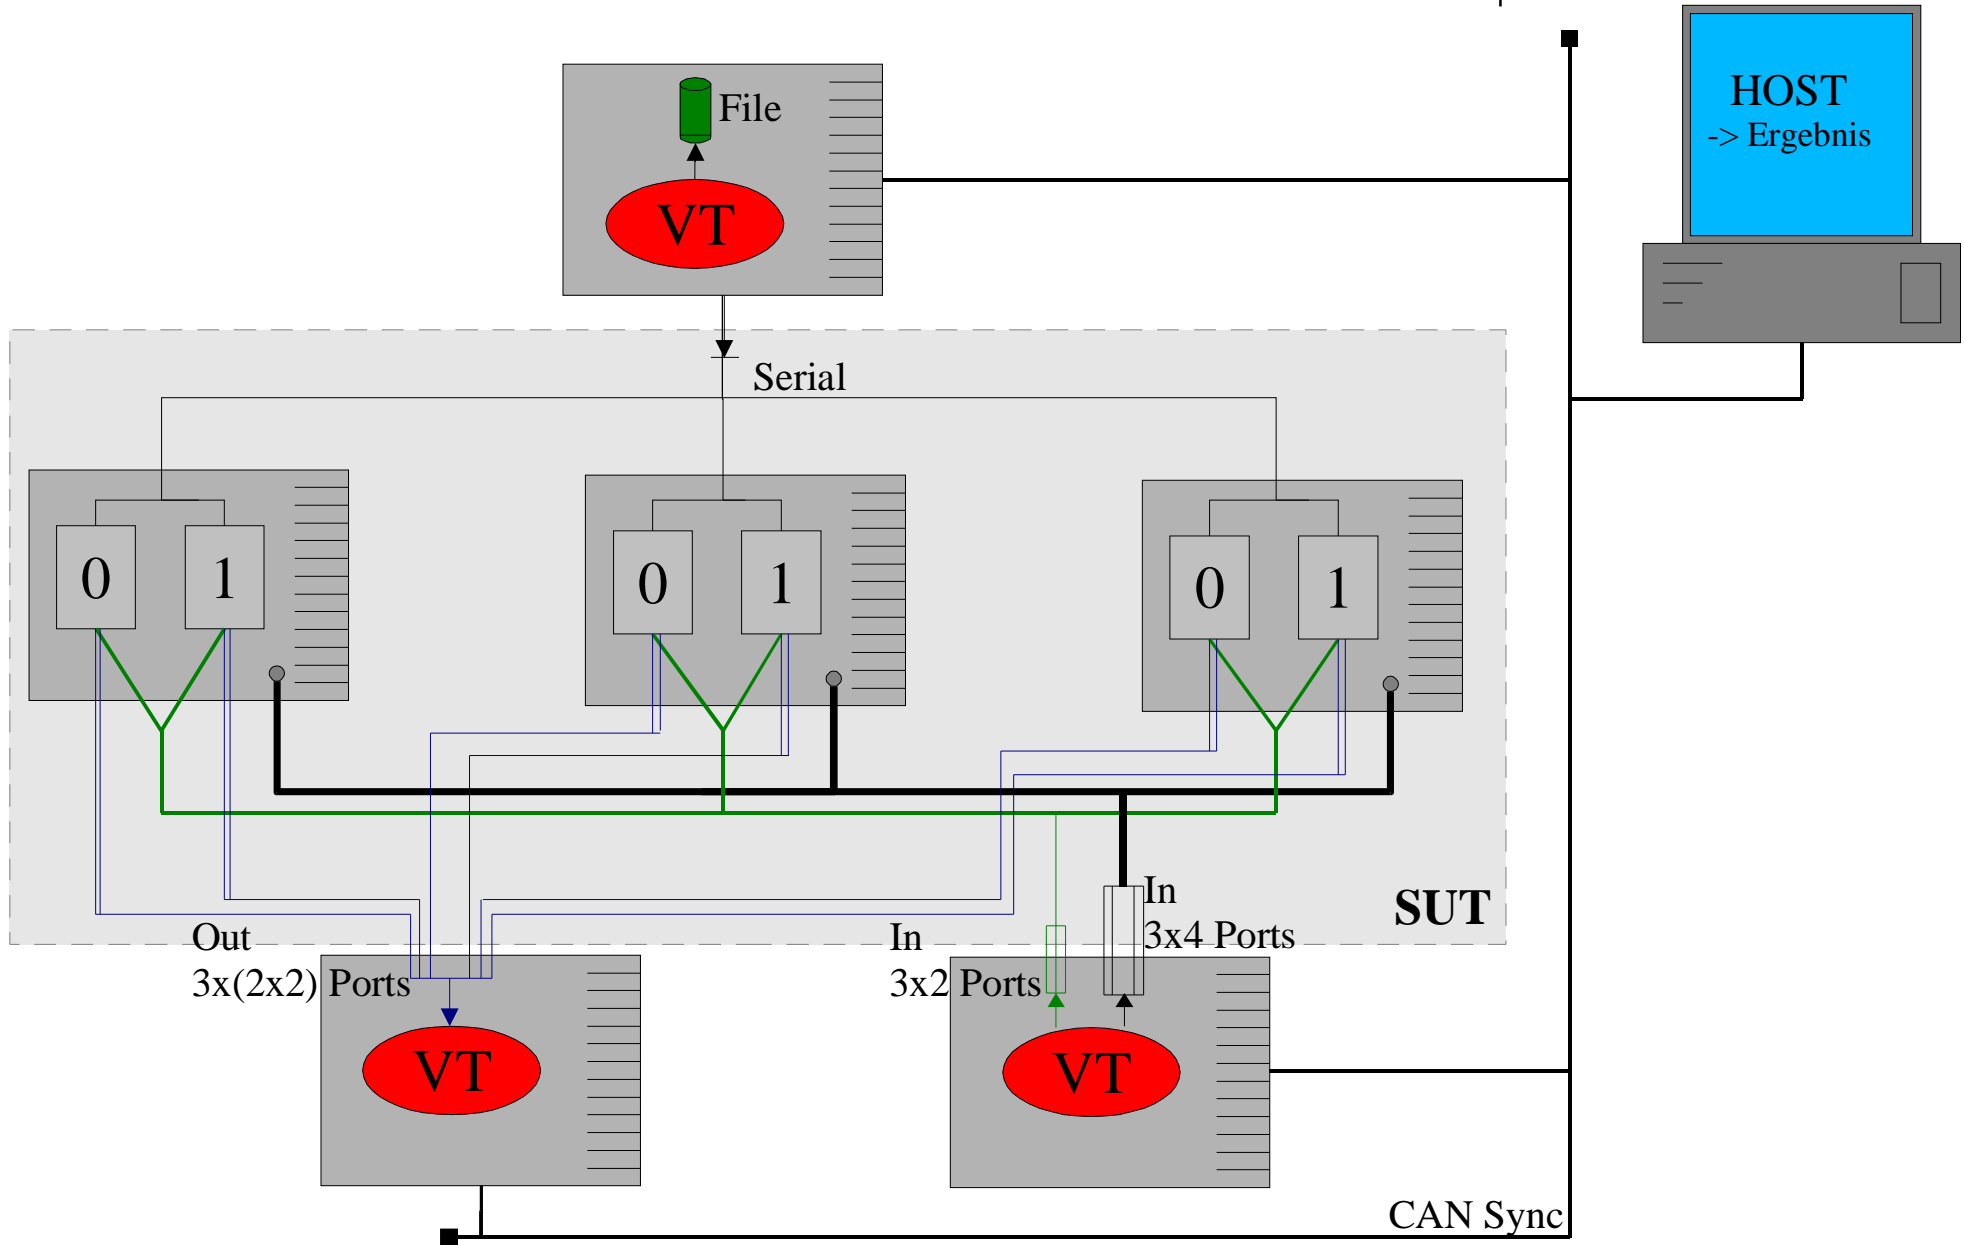 HOST
-> Ergebnis
File
VT
Serial
0 1
0 1
0 1
SUT
Out
3x(2x2) Ports
In
3x2 Ports
In
3x4 Ports
VT
VT
CAN Sync